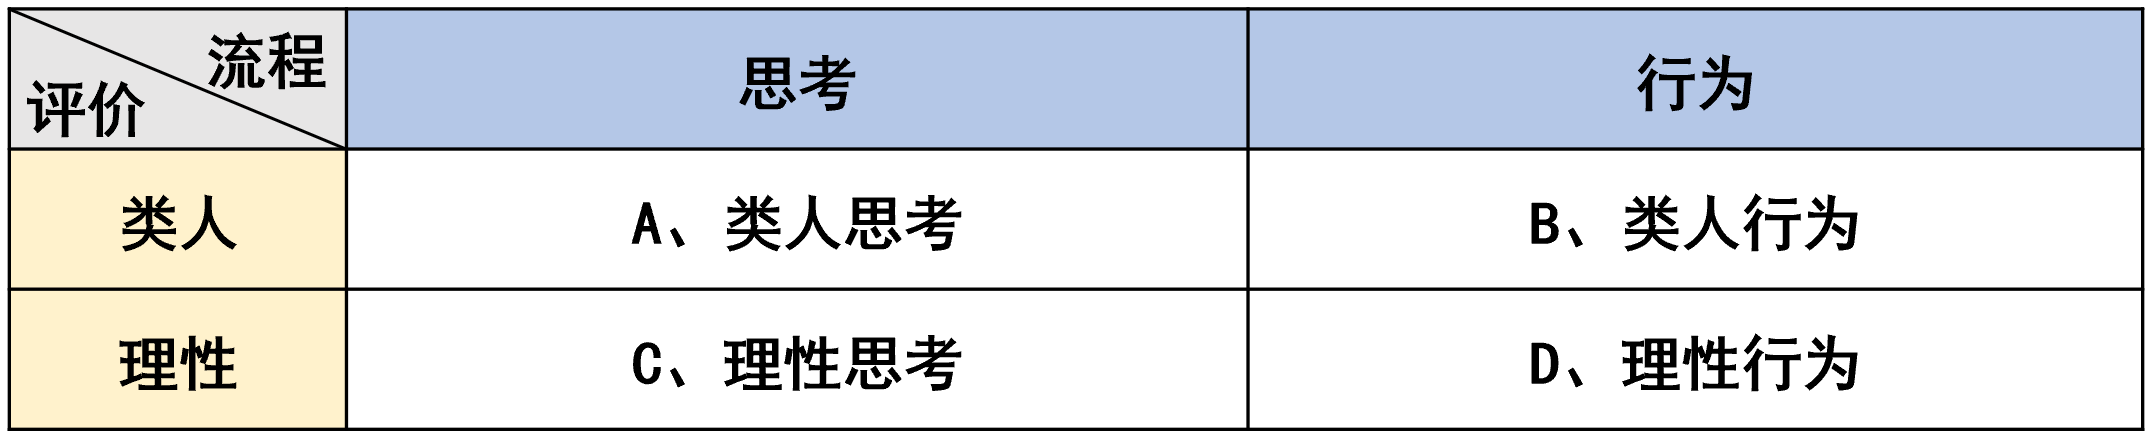 流程
评价
思考
行为
类人
A、类人思考
B、类人行为
理性
C、理性思考
D、理性行为